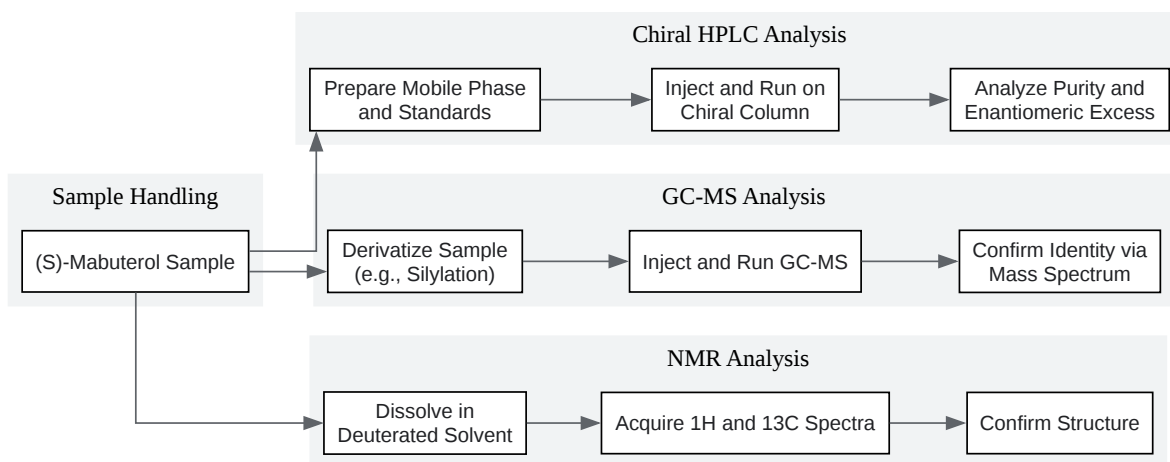 Chiral HPLC Analysis
Prepare Mobile Phase
and Standards
Inject and Run on
Chiral Column
Analyze Purity and
Enantiomeric Excess
Sample Handling
(S)-Mabuterol Sample
GC-MS Analysis
Derivatize Sample
(e.g., Silylation)
Inject and Run GC-MS
Confirm Identity via
Mass Spectrum
NMR Analysis
Dissolve in
Deuterated Solvent
Acquire 1H and 13C Spectra
Confirm Structure